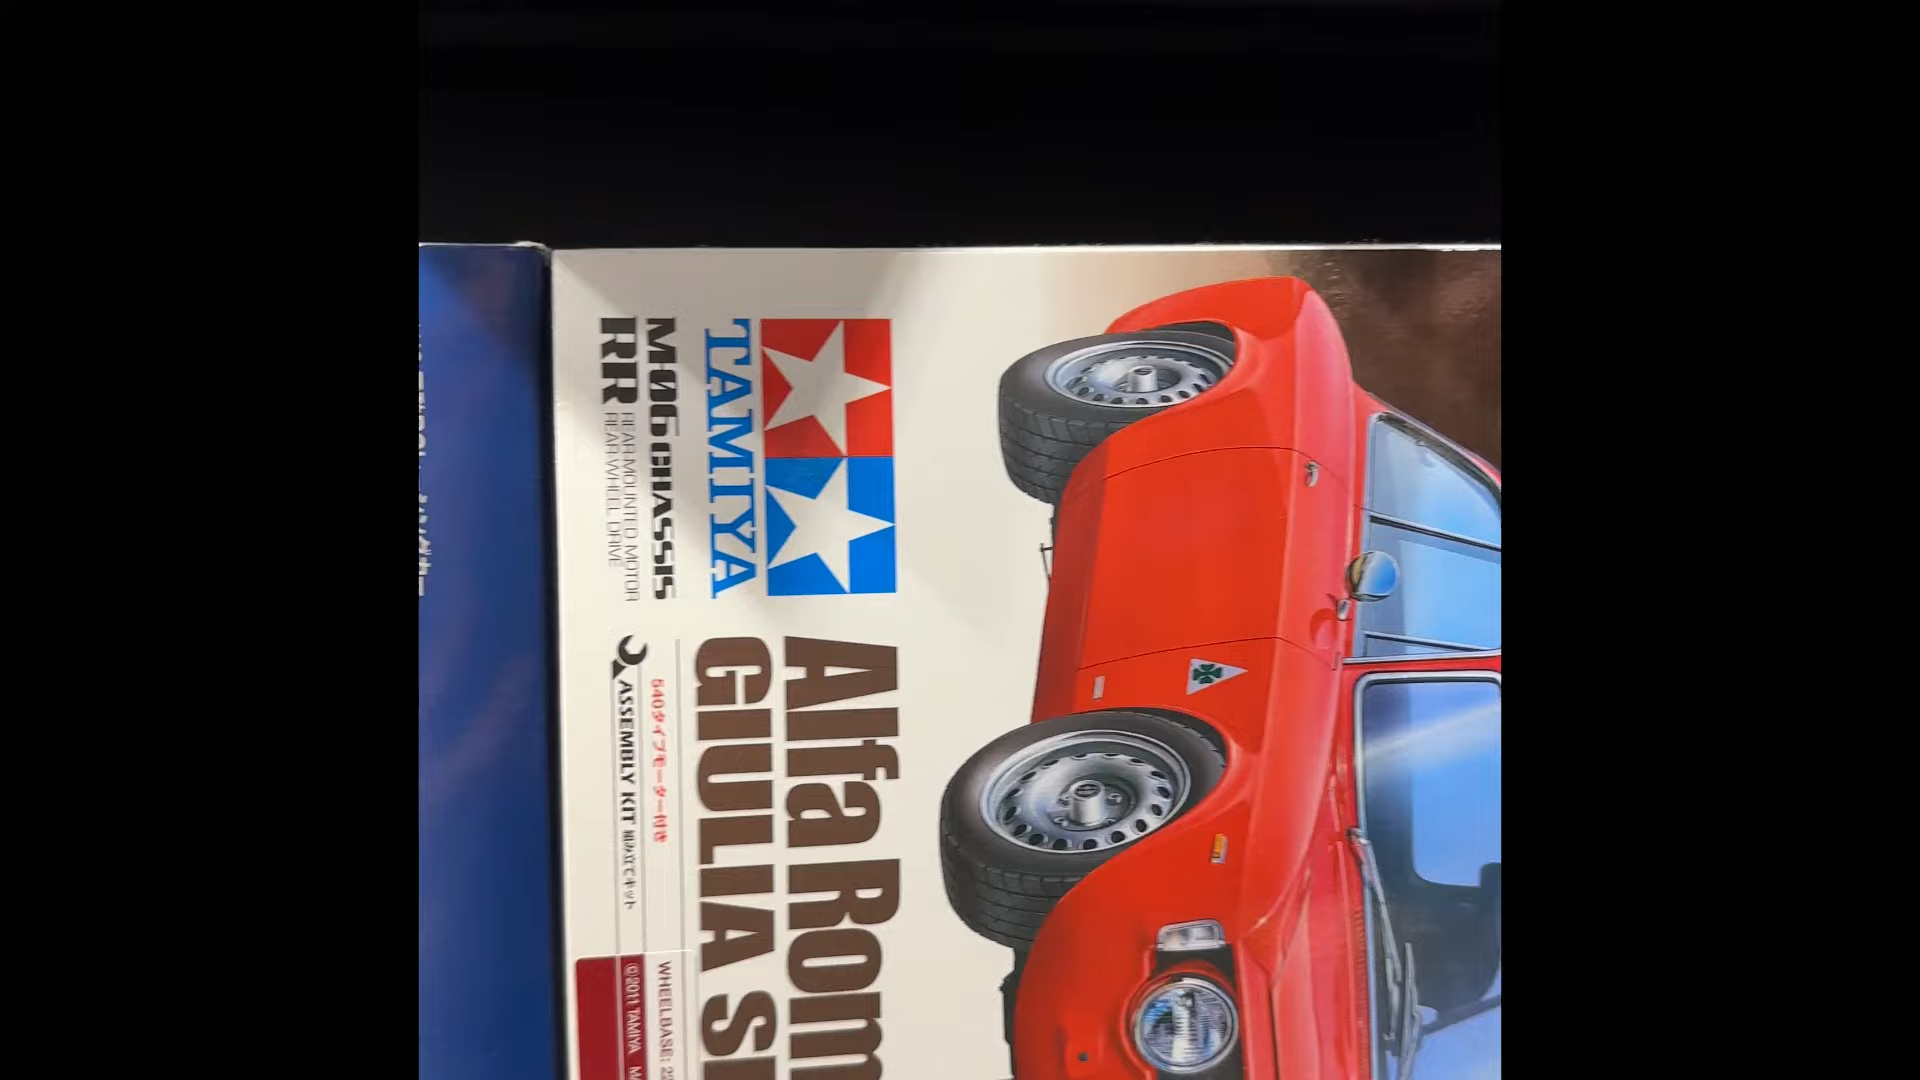 TAMIYA
M06 CHASSIS
RR REAR MOUNTED MOTOR
REAR WHEEL DRIVE
Alfa Rom
GIULIA S
540タイプモーター付き
ASSEMBLY KIT 組み立てキット
WHEELBASE: 2
©2011 TAMIYA